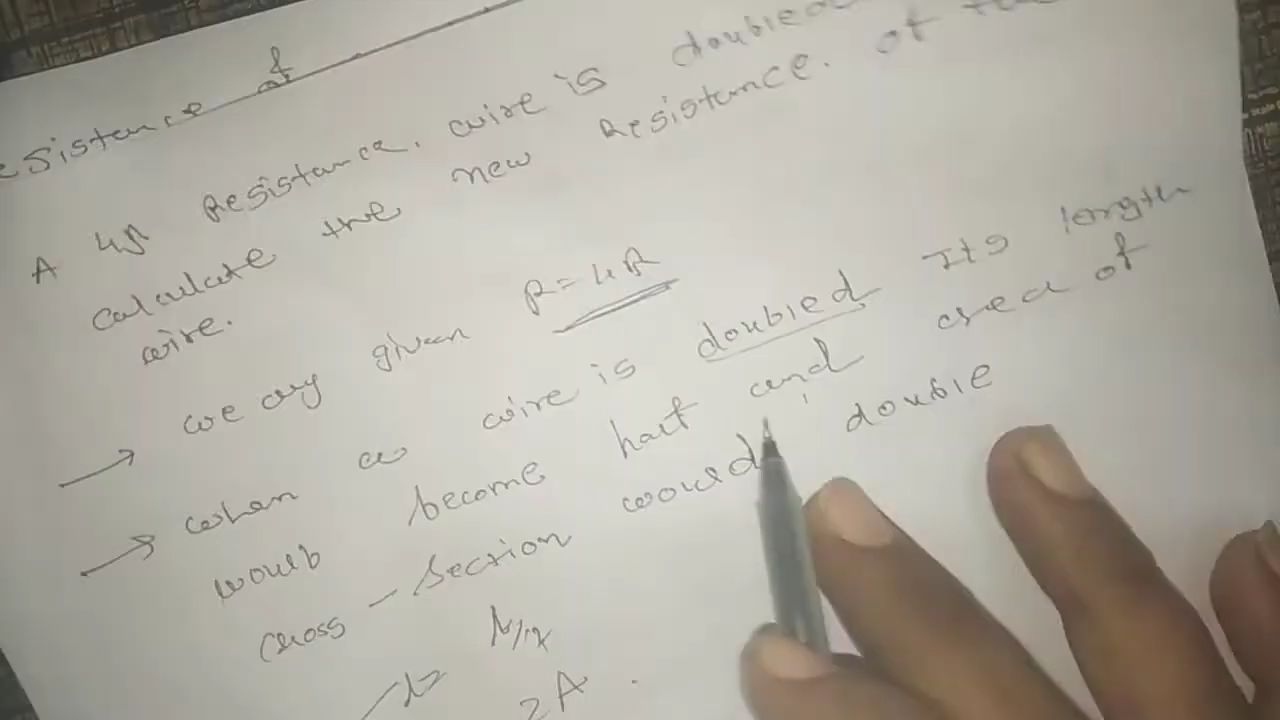 esistance of
A 4Ω Resistance. wire is doubled
calculate the new Resistance. of the
wire.
→ we are given R=4Ω
→ when a wire is doubled Its length
would become half and area of
cross-section would double
l/2
2A.